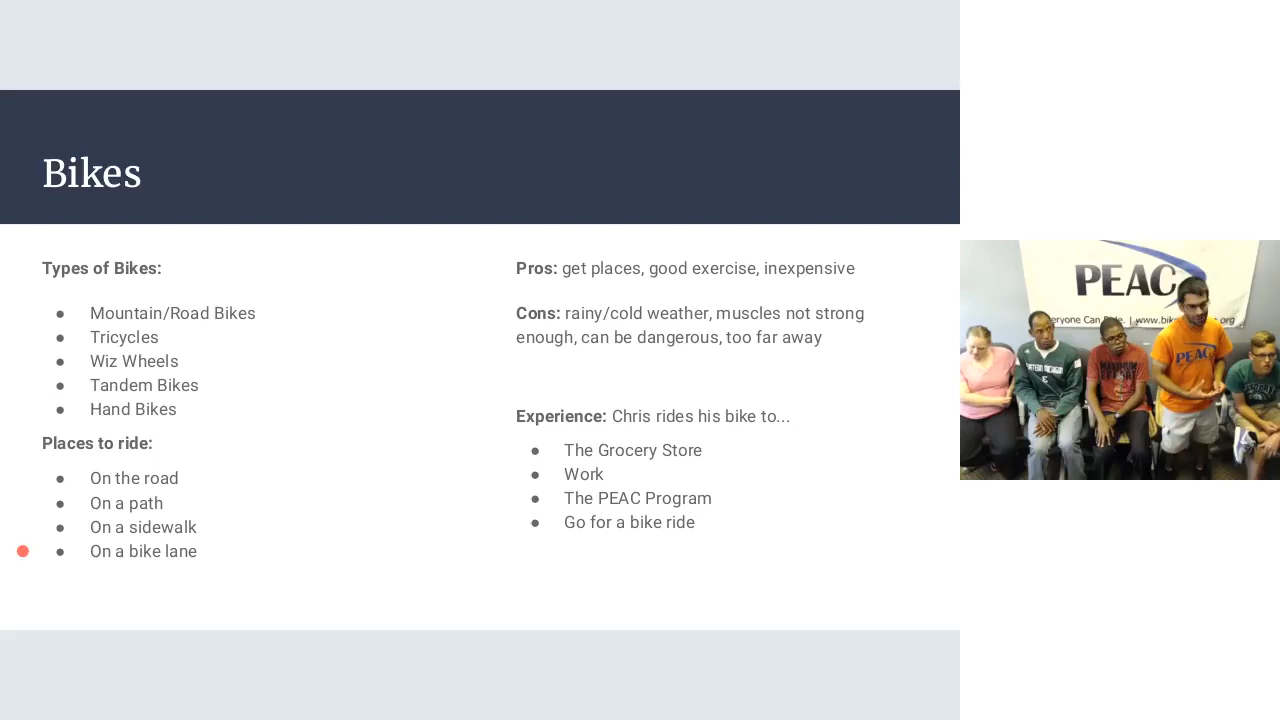 Bikes
Types of Bikes:
● Mountain/Road Bikes
● Tricycles
● Wiz Wheels
● Tandem Bikes
● Hand Bikes
Places to ride:
● On the road
● On a path
● On a sidewalk
● On a bike lane
Pros: get places, good exercise, inexpensive
Cons: rainy/cold weather, muscles not strong
enough, can be dangerous, too far away
Experience: Chris rides his bike to...
● The Grocery Store
● Work
● The PEAC Program
● Go for a bike ride
PEAC
PEAC